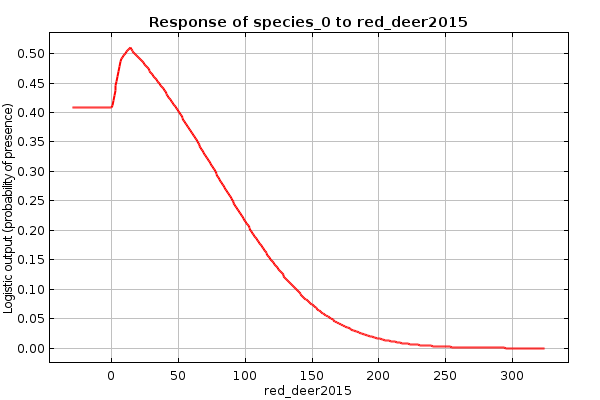 Response of species_0 to red_deer2015
Logistic output (probability of presence)
0.50
0.45
0.40
0.35
0.30
0.25
0.20
0.15
0.10
0.05
0.00
0 50 100 150 200 250 300
red_deer2015